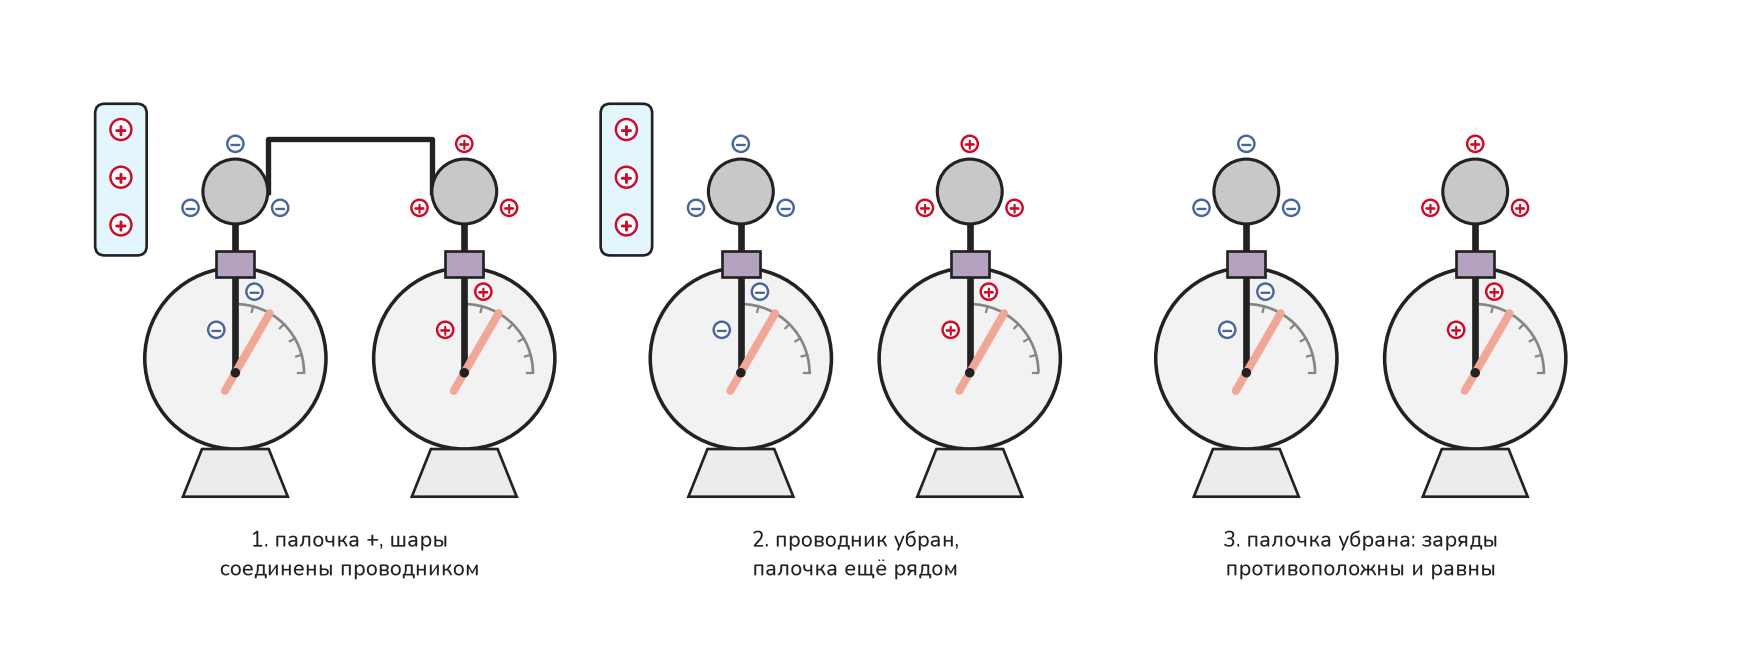 1. палочка +, шары
соединены проводником
2. проводник убран,
палочка ещё рядом
3. палочка убрана: заряды
противоположны и равны